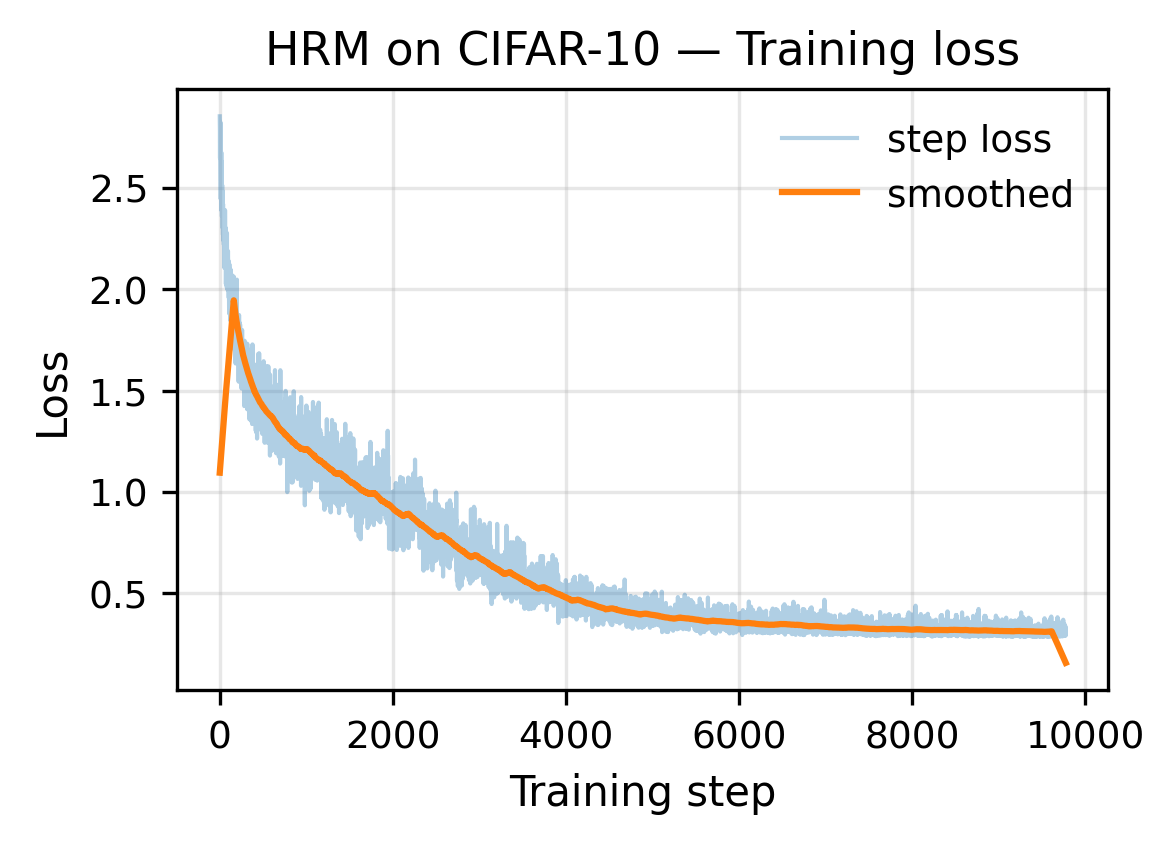 HRM on CIFAR-10 — Training loss
step loss
smoothed
Loss
2.5
2.0
1.5
1.0
0.5
0 2000 4000 6000 8000 10000
Training step